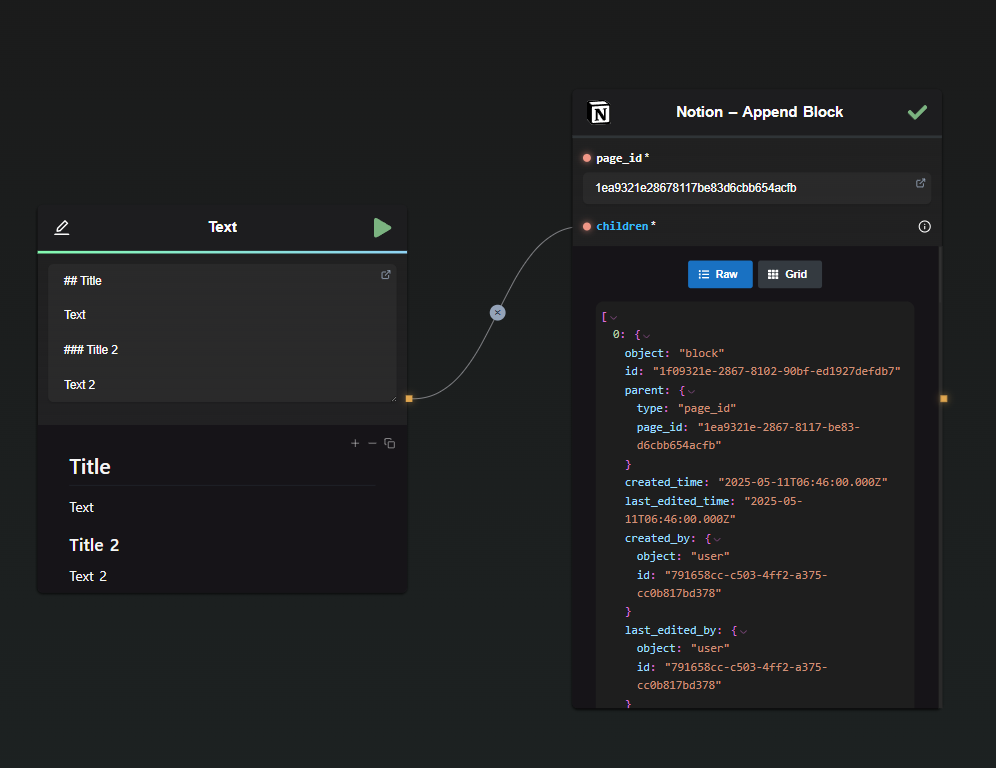 Text
## Title
Text
### Title 2
Text 2
Title
Text
Title 2
Text 2
Notion – Append Block
page_id*
1ea9321e28678117be83d6cbb654acfb
children*
Raw
Grid
[
0: {
object: "block"
id: "1f09321e-2867-8102-90bf-ed1927defdb7"
parent: {
type: "page_id"
page_id: "1ea9321e-2867-8117-be83-
d6cbb654acfb"
}
created_time: "2025-05-11T06:46:00.000Z"
last_edited_time: "2025-05-
11T06:46:00.000Z"
created_by: {
object: "user"
id: "791658cc-c503-4ff2-a375-
cc0b817bd378"
}
last_edited_by: {
object: "user"
id: "791658cc-c503-4ff2-a375-
cc0b817bd378"
}